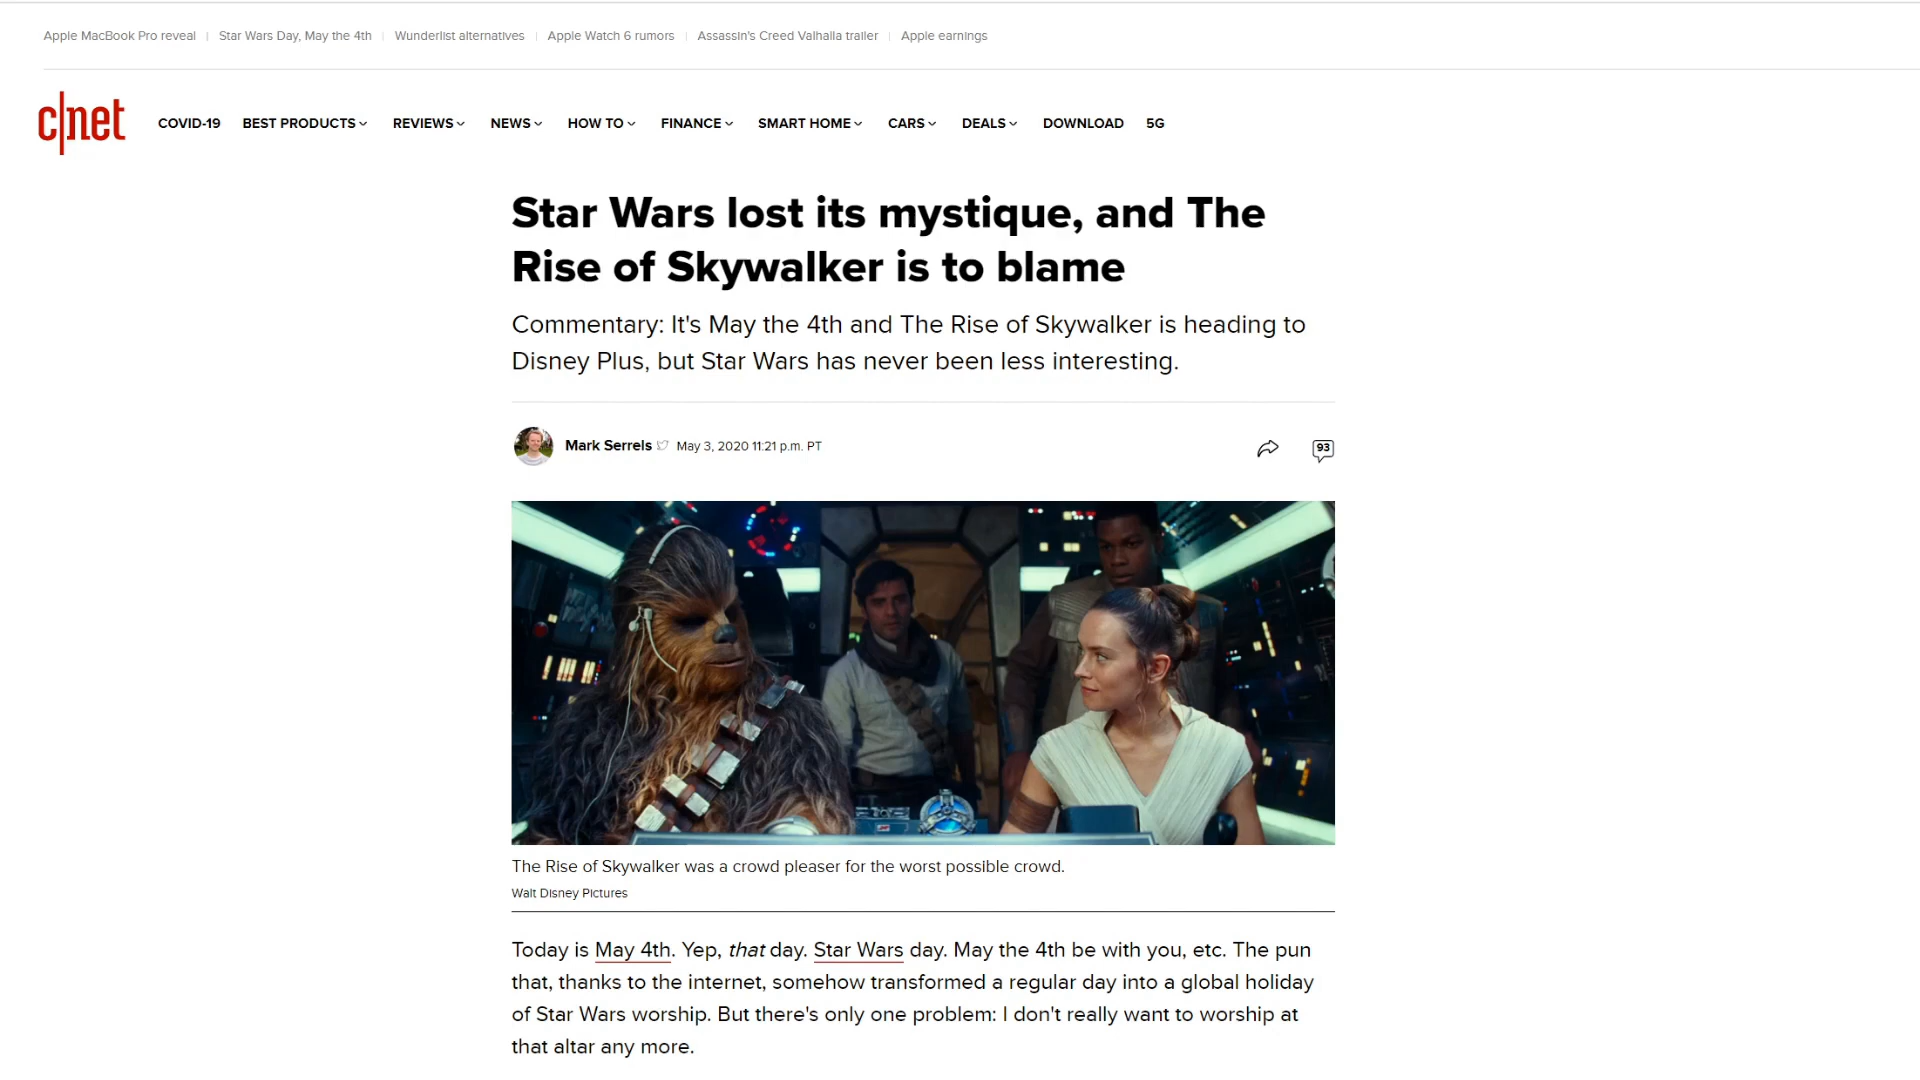 Apple MacBook Pro reveal | Star Wars Day, May the 4th | Wunderlist alternatives | Apple Watch 6 rumors | Assassin's Creed Valhalla trailer | Apple earnings
c|net COVID-19 BEST PRODUCTS REVIEWS NEWS HOW TO FINANCE SMART HOME CARS DEALS DOWNLOAD 5G
Star Wars lost its mystique, and The
Rise of Skywalker is to blame
Commentary: It's May the 4th and The Rise of Skywalker is heading to
Disney Plus, but Star Wars has never been less interesting.
Mark Serrels May 3, 2020 11:21 p.m. PT 93
The Rise of Skywalker was a crowd pleaser for the worst possible crowd.
Walt Disney Pictures
Today is May 4th. Yep, that day. Star Wars day. May the 4th be with you, etc. The pun
that, thanks to the internet, somehow transformed a regular day into a global holiday
of Star Wars worship. But there's only one problem: I don't really want to worship at
that altar any more.